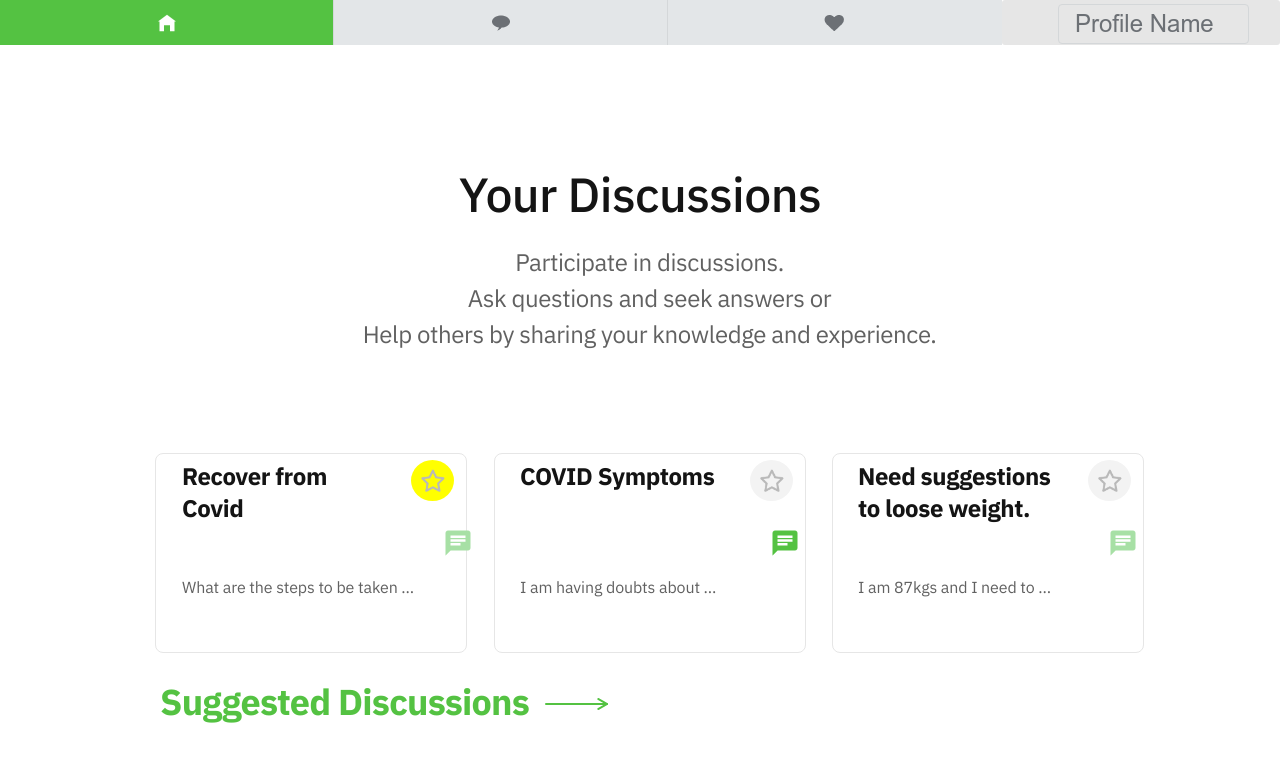 Profile Name
Your Discussions
Participate in discussions.
Ask questions and seek answers or
Help others by sharing your knowledge and experience.
Recover from
Covid
What are the steps to be taken ...
COVID Symptoms
I am having doubts about ...
Need suggestions
to loose weight.
I am 87kgs and I need to ...
Suggested Discussions